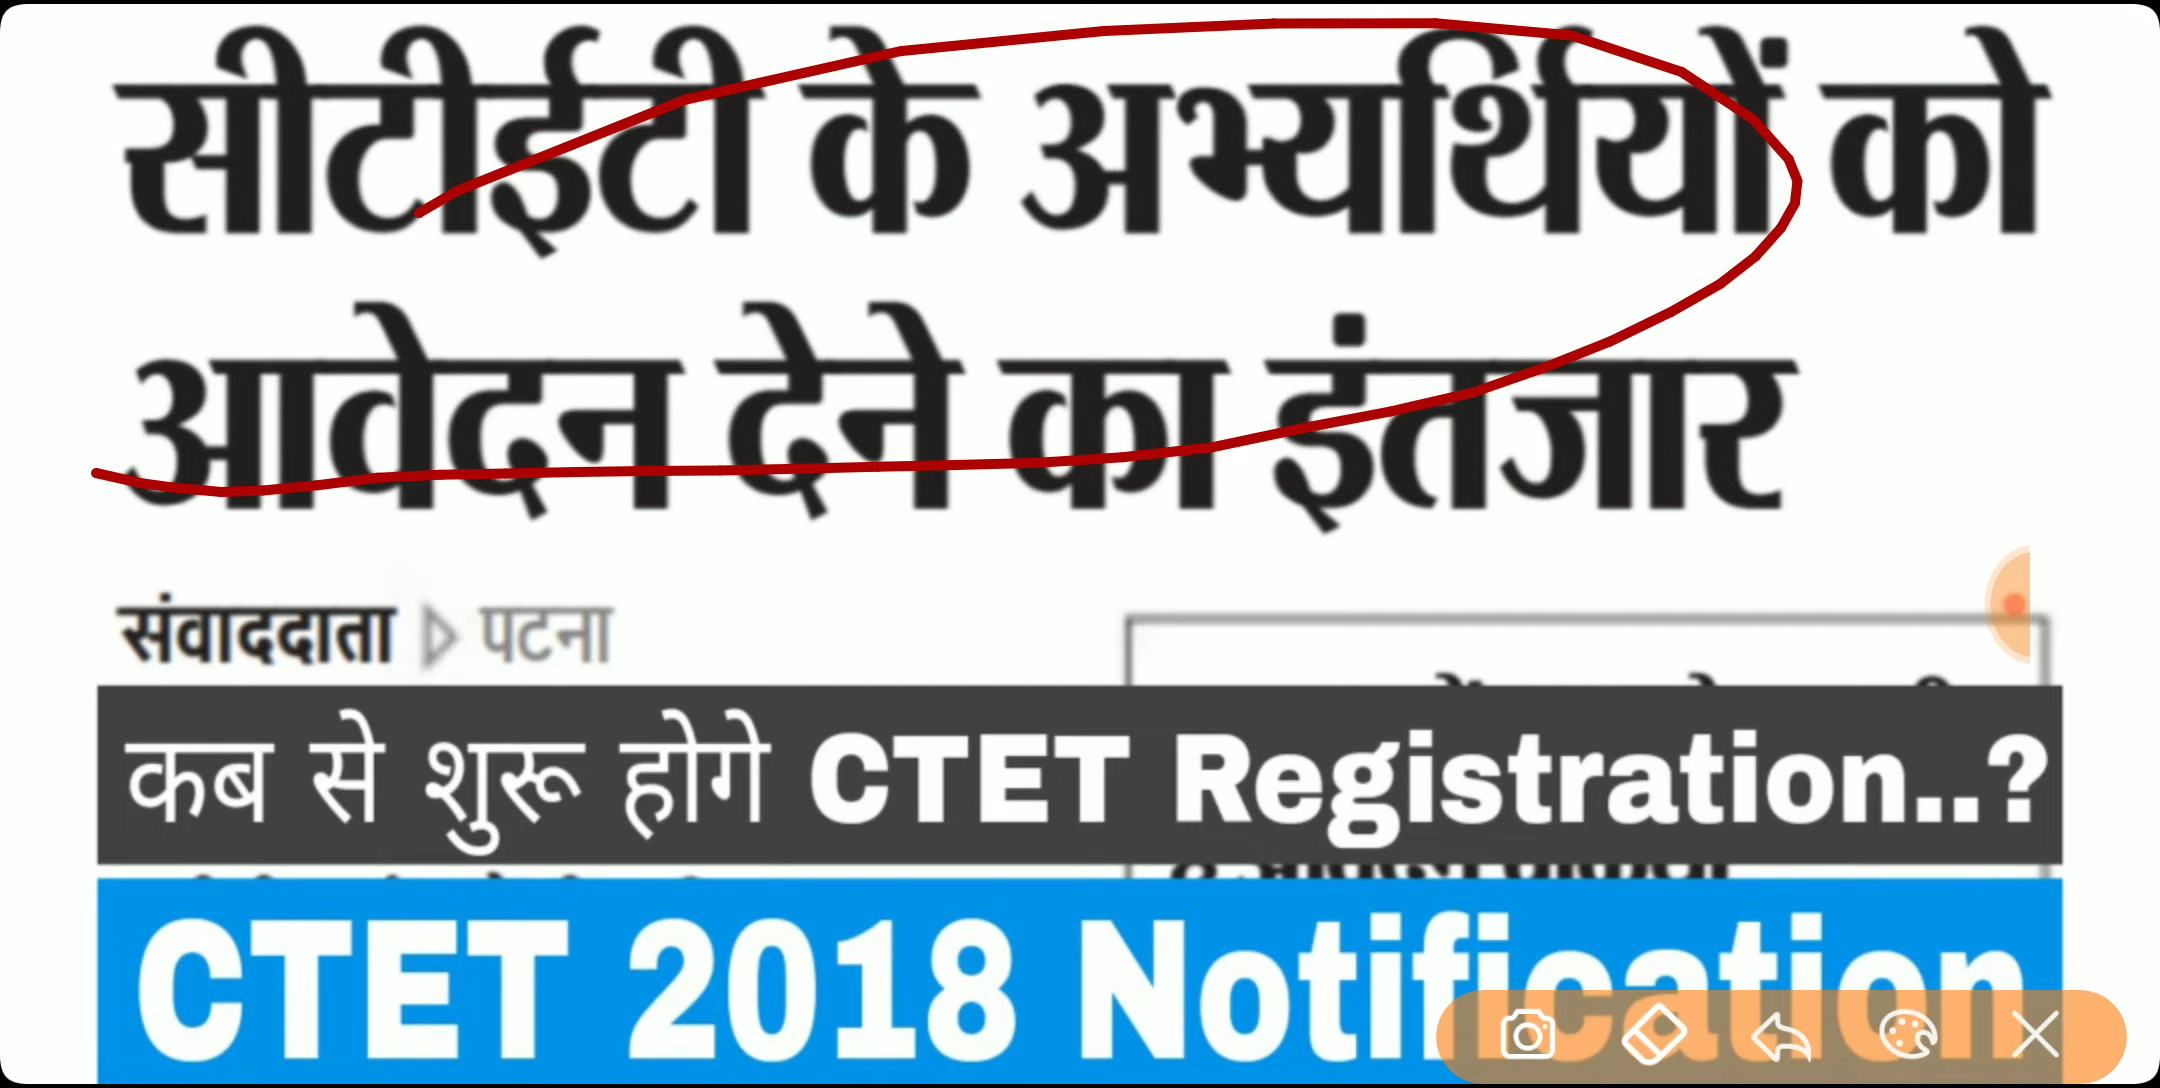 सीटीईटी के अभ्यर्थियों को
आवेदन देने का इंतजार
संवाददाता पटना
कब से शुरू होगे CTET Registration..?
CTET 2018 Notification